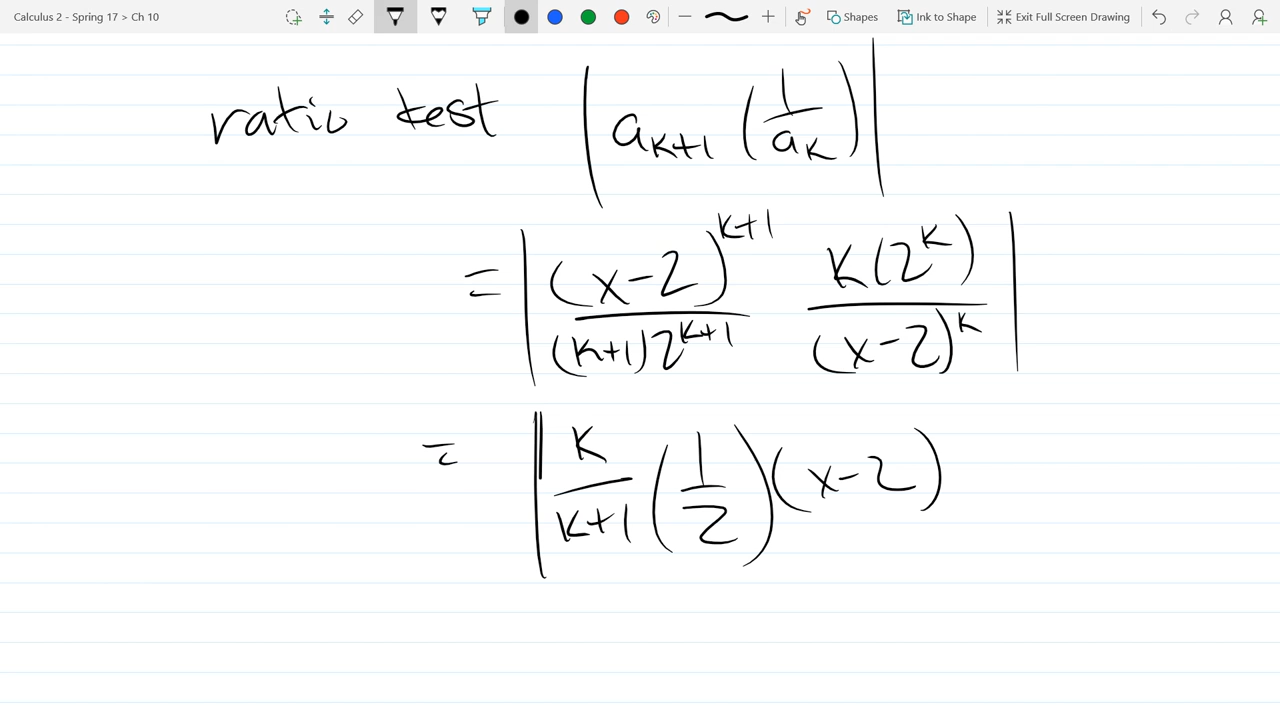 Calculus 2 - Spring 17 > Ch 10 Shapes Ink to Shape Exit Full Screen Drawing
ratio test | a_{k+1} (1/a_k) |
= | (x-2)^{k+1}/((k+1)2^{k+1}) k(2^k)/(x-2)^k |
= | k/(k+1) (1/2)(x-2)